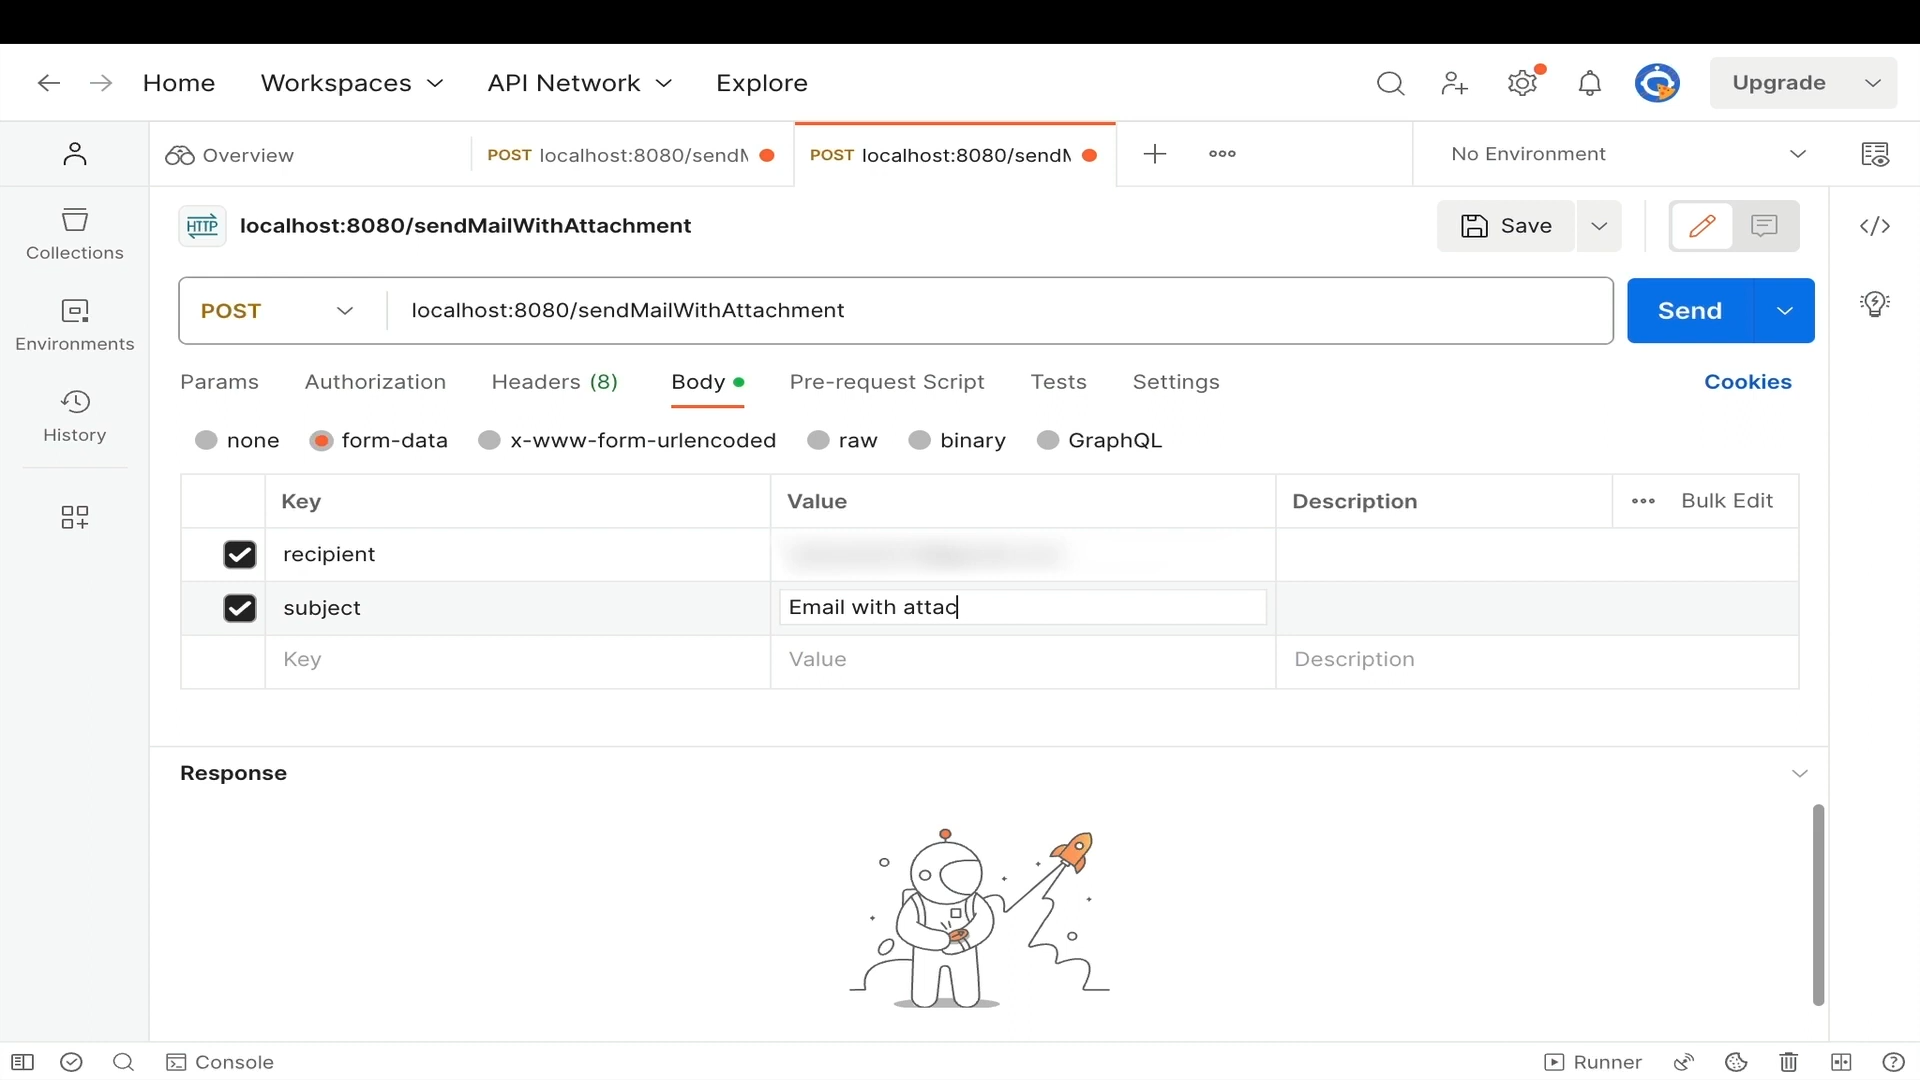 Home Workspaces API Network Explore Upgrade
Overview POST localhost:8080/sendM POST localhost:8080/sendM No Environment
HTTP localhost:8080/sendMailWithAttachment Save
Collections
POST localhost:8080/sendMailWithAttachment Send
Environments
Params Authorization Headers (8) Body Pre-request Script Tests Settings Cookies
History
none form-data x-www-form-urlencoded raw binary GraphQL
Key Value Description Bulk Edit
recipient
subject Email with attac
Key Value Description
Response
Console Runner